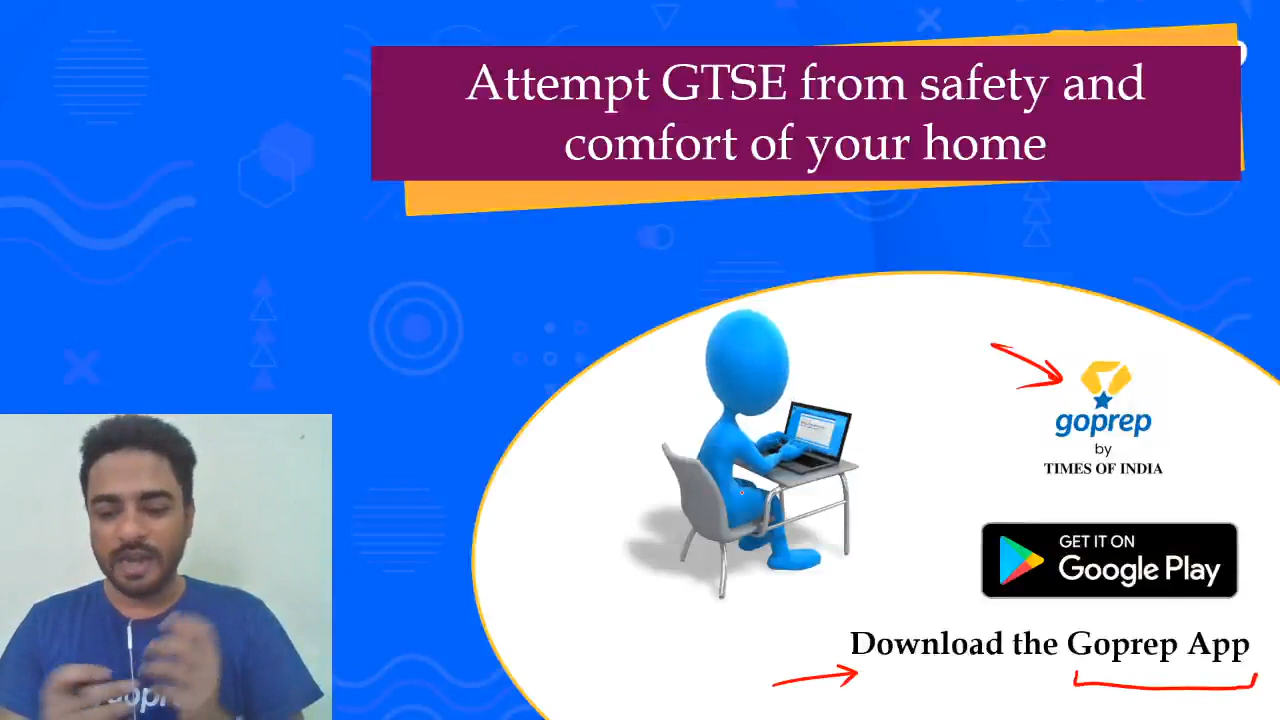 Attempt GTSE from safety and
comfort of your home
goprep
by
TIMES OF INDIA
GET IT ON
Google Play
Download the Goprep App